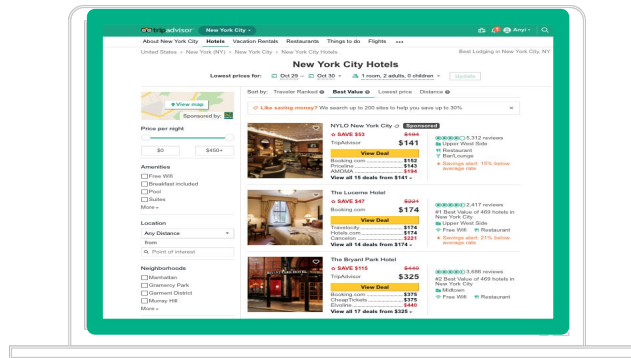 tripadvisor New York City Anyi
About New York City Hotels Vacation Rentals Restaurants Things to do Flights •••
United States New York (NY) New York City New York City Hotels Best Lodging in New York City, NY
New York City Hotels
Lowest prices for: Oct 25 – Oct 30 1 room, 2 adults, 0 children Update
Sort by: Traveler Ranked Best Value Lowest price Distance
View map
Sponsored by:
Like saving money? We search up to 200 sites to help you save up to 30% ×
Price per night
$0 $450+
Amenities
Free Wifi
Breakfast included
Pool
Suites
More
Location
Any Distance
from
Point of interest
Neighborhoods
Manhattan
Gramercy Park
Garment District
Murray Hill
More
NYLO New York City Sponsored
SAVE $53 $194
TripAdvisor $141
View Deal
Booking.com $152
Priceline $143
AMOMA $194
View all 15 deals from $141
5,312 reviews
Upper West Side
Restaurant
Bar/Lounge
Savings alert: 15% below
average rate
The Lucerne Hotel
SAVE $47 $221
Booking.com $174
View Deal
Travelocity $174
Hotels.com $174
Cancelon $221
View all 14 deals from $174
2,417 reviews
#1 Best Value of 469 hotels in
New York City
Upper West Side
Free Wifi Restaurant
Savings alert: 21% below
average rate
The Bryant Park Hotel
SAVE $115 $440
TripAdvisor $325
View Deal
Booking.com $375
CheapTickets $375
Elvoline $440
View all 17 deals from $325
3,686 reviews
#2 Best Value of 469 hotels in
New York City
Midtown
Free Wifi Restaurant